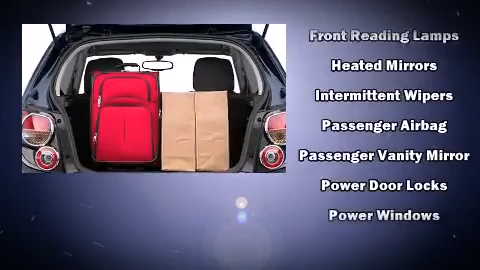 Front Reading Lamps
Heated Mirrors
Intermittent Wipers
Passenger Airbag
Passenger Vanity Mirror
Power Door Locks
Power Windows